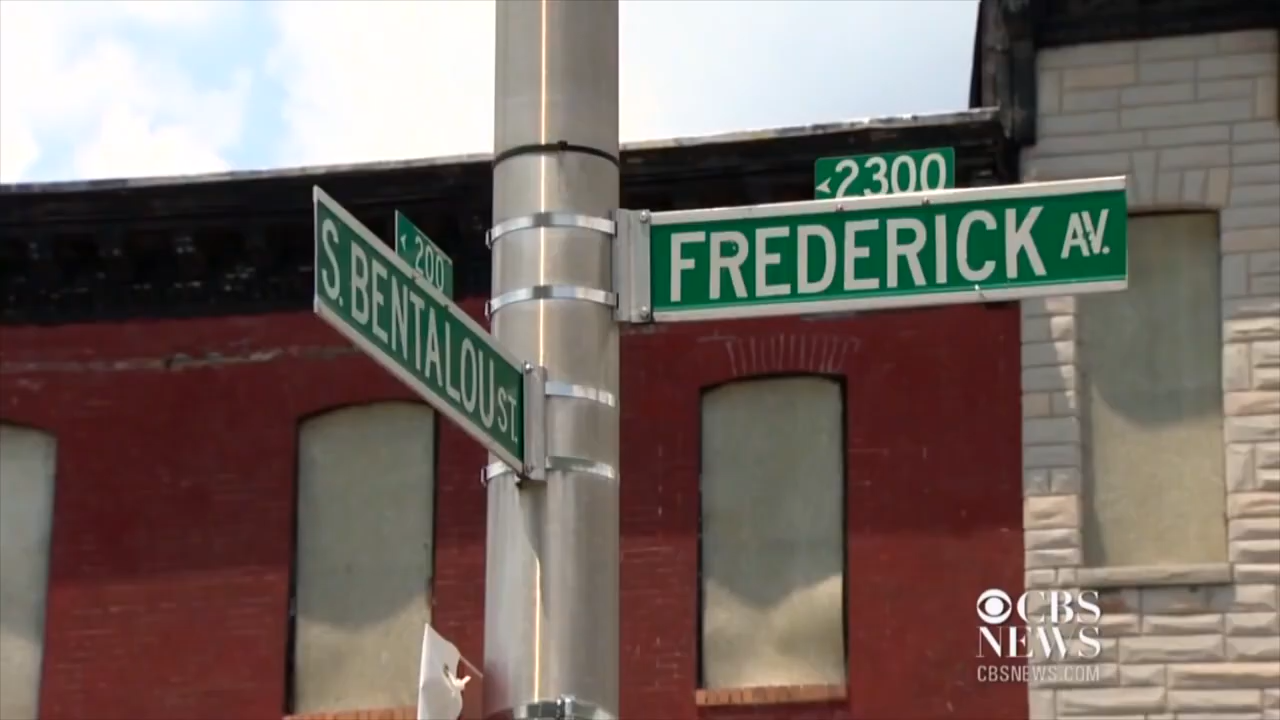 <200
S. BENTALOU ST.
<2300
FREDERICK AV.
CBS
NEWS
CBSNEWS.COM